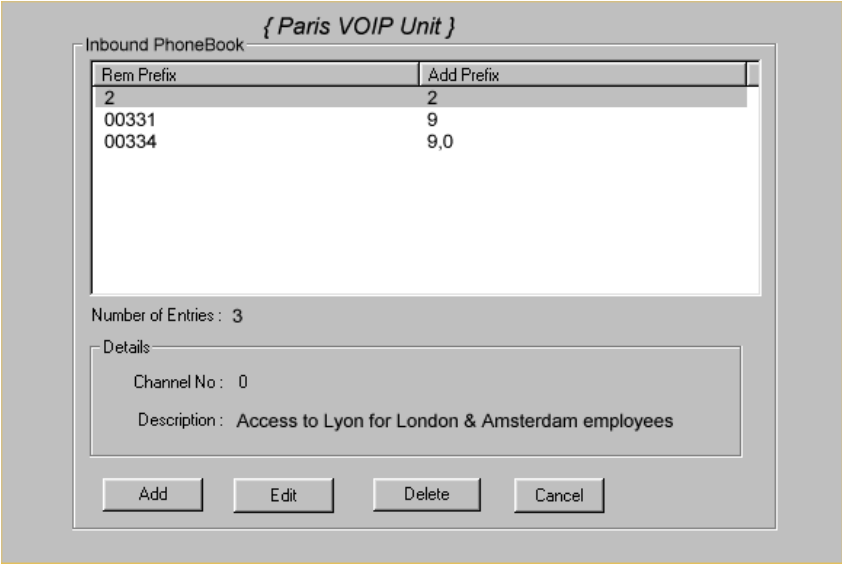 { Paris VOIP Unit }
Inbound PhoneBook
Rem Prefix Add Prefix
2 2
00331 9
00334 9,0
Number of Entries : 3
Details
Channel No : 0
Description : Access to Lyon for London & Amsterdam employees
Add Edit Delete Cancel